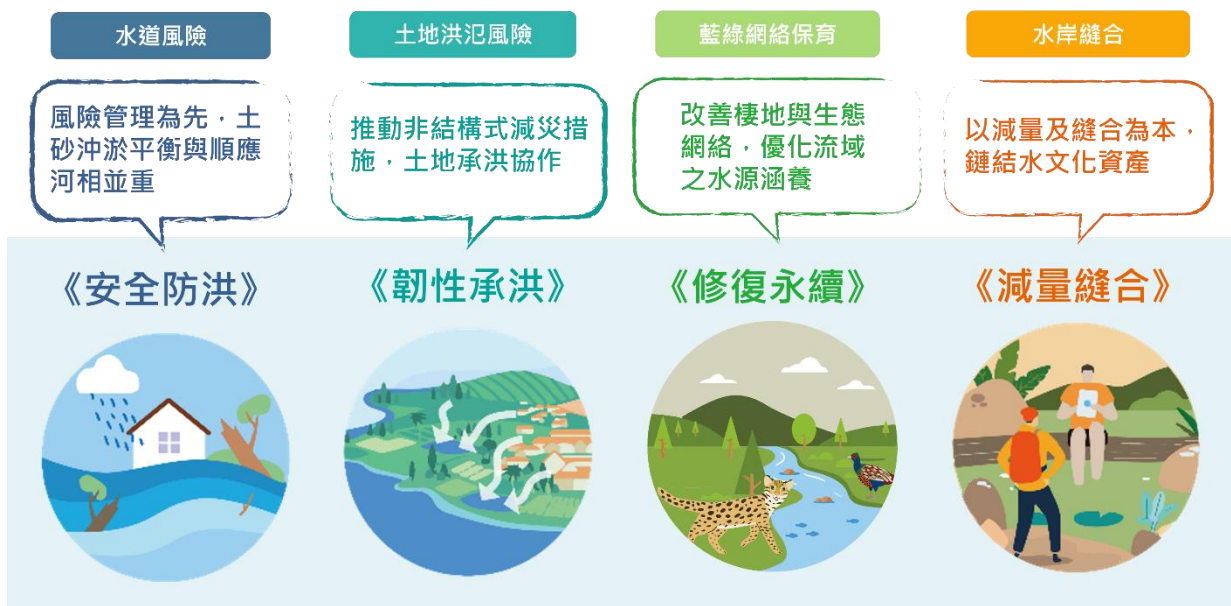 水道風險
土地洪氾風險
藍綠網絡保育
水岸縫合
風險管理為先，土
砂沖淤平衡與順應
河相並重
推動非結構式減災措
施，土地承洪協作
改善棲地與生態
網絡，優化流域
之水源涵養
以減量及縫合為本，
鏈結水文化資產
《安全防洪》
《韌性承洪》
《修復永續》
《減量縫合》